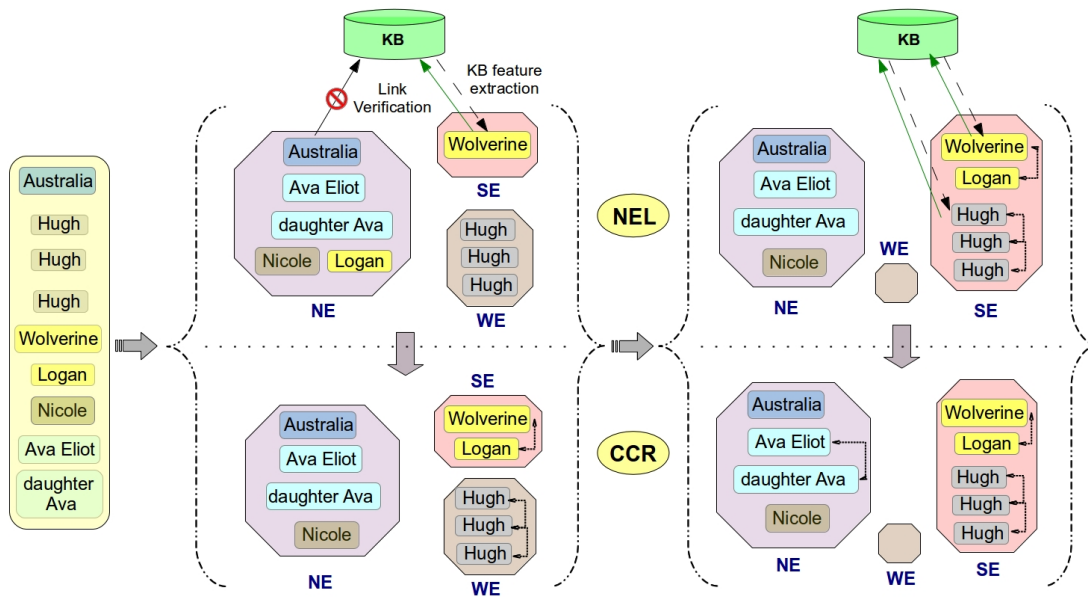 KB
Link
Verification
KB feature
extraction
KB
Australia
Hugh
Hugh
Hugh
Wolverine
Logan
Nicole
Ava Eliot
daughter
Ava
Australia
Ava Eliot
daughter Ava
Nicole
Logan
NE
Wolverine
SE
Hugh
Hugh
Hugh
WE
NEL
Australia
Ava Eliot
daughter Ava
Nicole
NE
WE
Wolverine
Logan
Hugh
Hugh
Hugh
SE
Australia
Ava Eliot
daughter Ava
Nicole
NE
SE
Wolverine
Logan
Hugh
Hugh
Hugh
WE
CCR
Australia
Ava Eliot
daughter Ava
Nicole
NE
WE
Wolverine
Logan
Hugh
Hugh
Hugh
SE